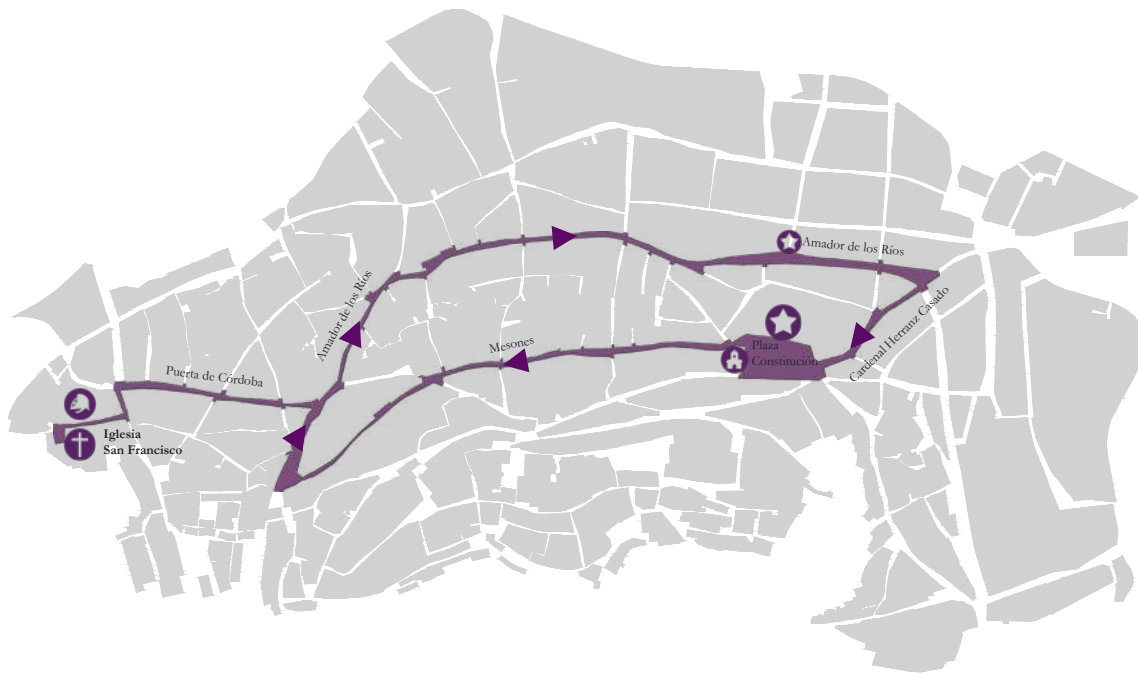 Amador de los Ríos
Amador de los Ríos
Cardenal Herranz Casado
Mesones
Plaza
Constitución
Puerta de Córdoba
Iglesia
San Francisco